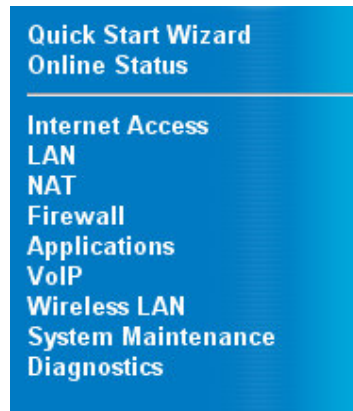 Quick Start Wizard
Online Status
Internet Access
LAN
NAT
Firewall
Applications
VoIP
Wireless LAN
System Maintenance
Diagnostics